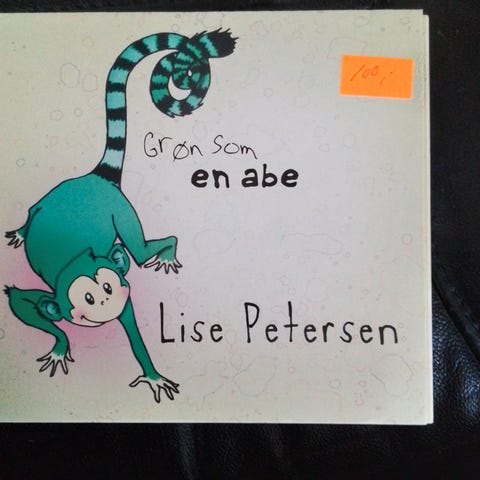 100,-
Grøn som
en abe
Lise Petersen